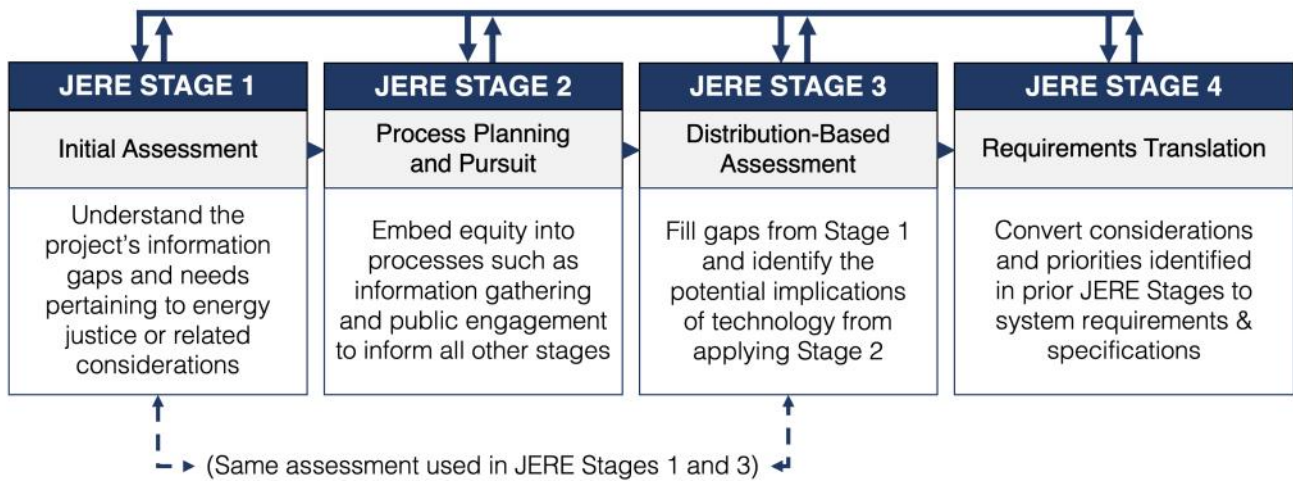 JERE STAGE 1
Initial Assessment
Understand the
project's information
gaps and needs
pertaining to energy
justice or related
considerations
JERE STAGE 2
Process Planning
and Pursuit
Embed equity into
processes such as
information gathering
and public engagement
to inform all other stages
JERE STAGE 3
Distribution-Based
Assessment
Fill gaps from Stage 1
and identify the
potential implications
of technology from
applying Stage 2
JERE STAGE 4
Requirements Translation
Convert considerations
and priorities identified
in prior JERE Stages to
system requirements &
specifications
(Same assessment used in JERE Stages 1 and 3)